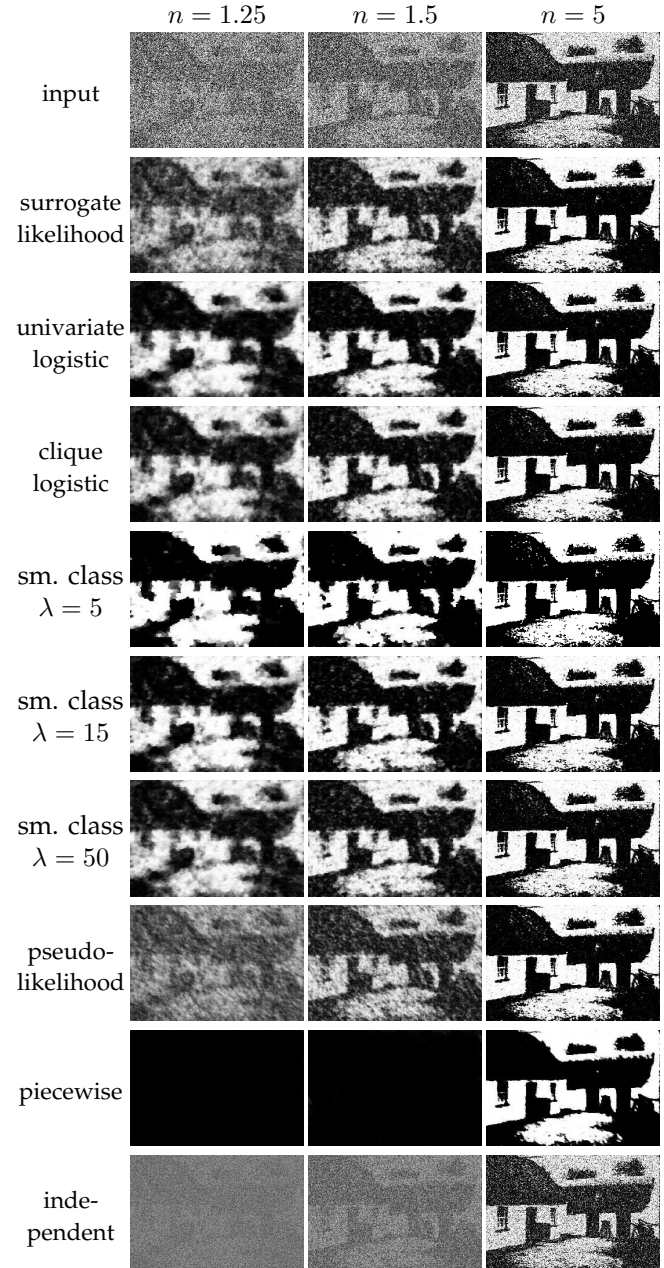 n = 1.25 n = 1.5 n = 5
input
surrogate
likelihood
univariate
logistic
clique
logistic
sm. class
λ = 5
sm. class
λ = 15
sm. class
λ = 50
pseudo-
likelihood
piecewise
inde-
pendent